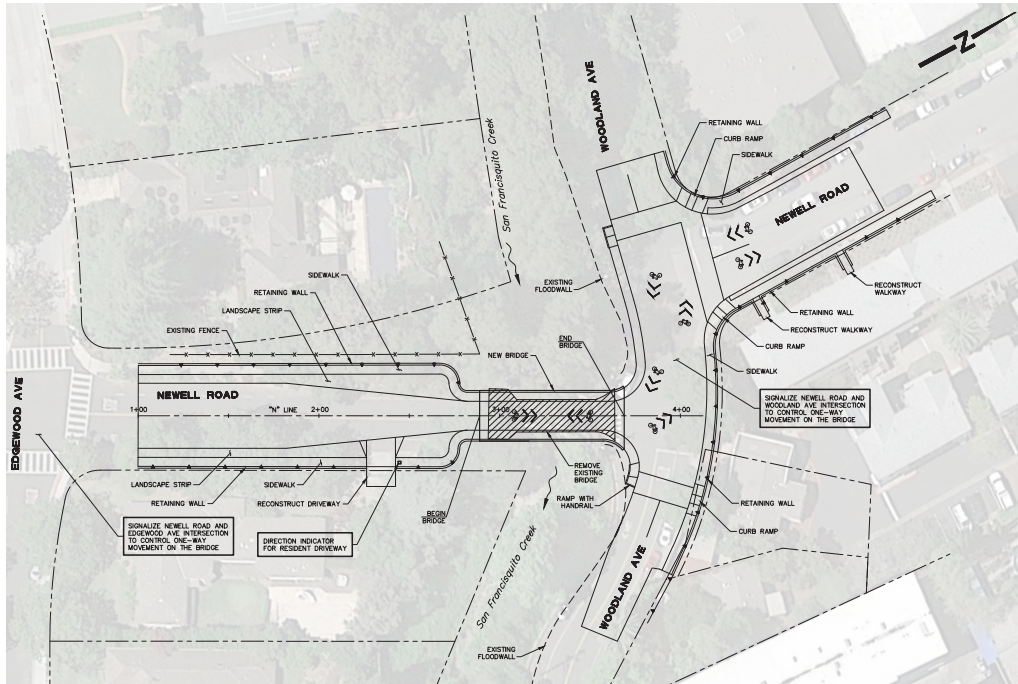 Z
WOODLAND AVE
San Francisquito Creek
RETAINING WALL
CURB RAMP
SIDEWALK
NEWELL ROAD
RECONSTRUCT
WALKWAY
RETAINING WALL
RECONSTRUCT WALKWAY
CURB RAMP
SIDEWALK
EXISTING
FLOODWALL
END
BRIDGE
NEW BRIDGE
SIDEWALK
RETAINING WALL
LANDSCAPE STRIP
EXISTING FENCE
NEWELL ROAD
1+00
"N" LINE
2+00
3+00
4+00
EDGEWOOD AVE
SIGNALIZE NEWELL ROAD AND
WOODLAND AVE INTERSECTION
TO CONTROL ONE-WAY
MOVEMENT ON THE BRIDGE
REMOVE
EXISTING
BRIDGE
RAMP WITH
HANDRAIL
LANDSCAPE STRIP
RETAINING WALL
SIDEWALK
RECONSTRUCT DRIVEWAY
BEGIN
BRIDGE
SIGNALIZE NEWELL ROAD AND
EDGEWOOD AVE INTERSECTION
TO CONTROL ONE-WAY
MOVEMENT ON THE BRIDGE
DIRECTION INDICATOR
FOR RESIDENT DRIVEWAY
RETAINING WALL
CURB RAMP
San Francisquito Creek
WOODLAND AVE
EXISTING
FLOODWALL